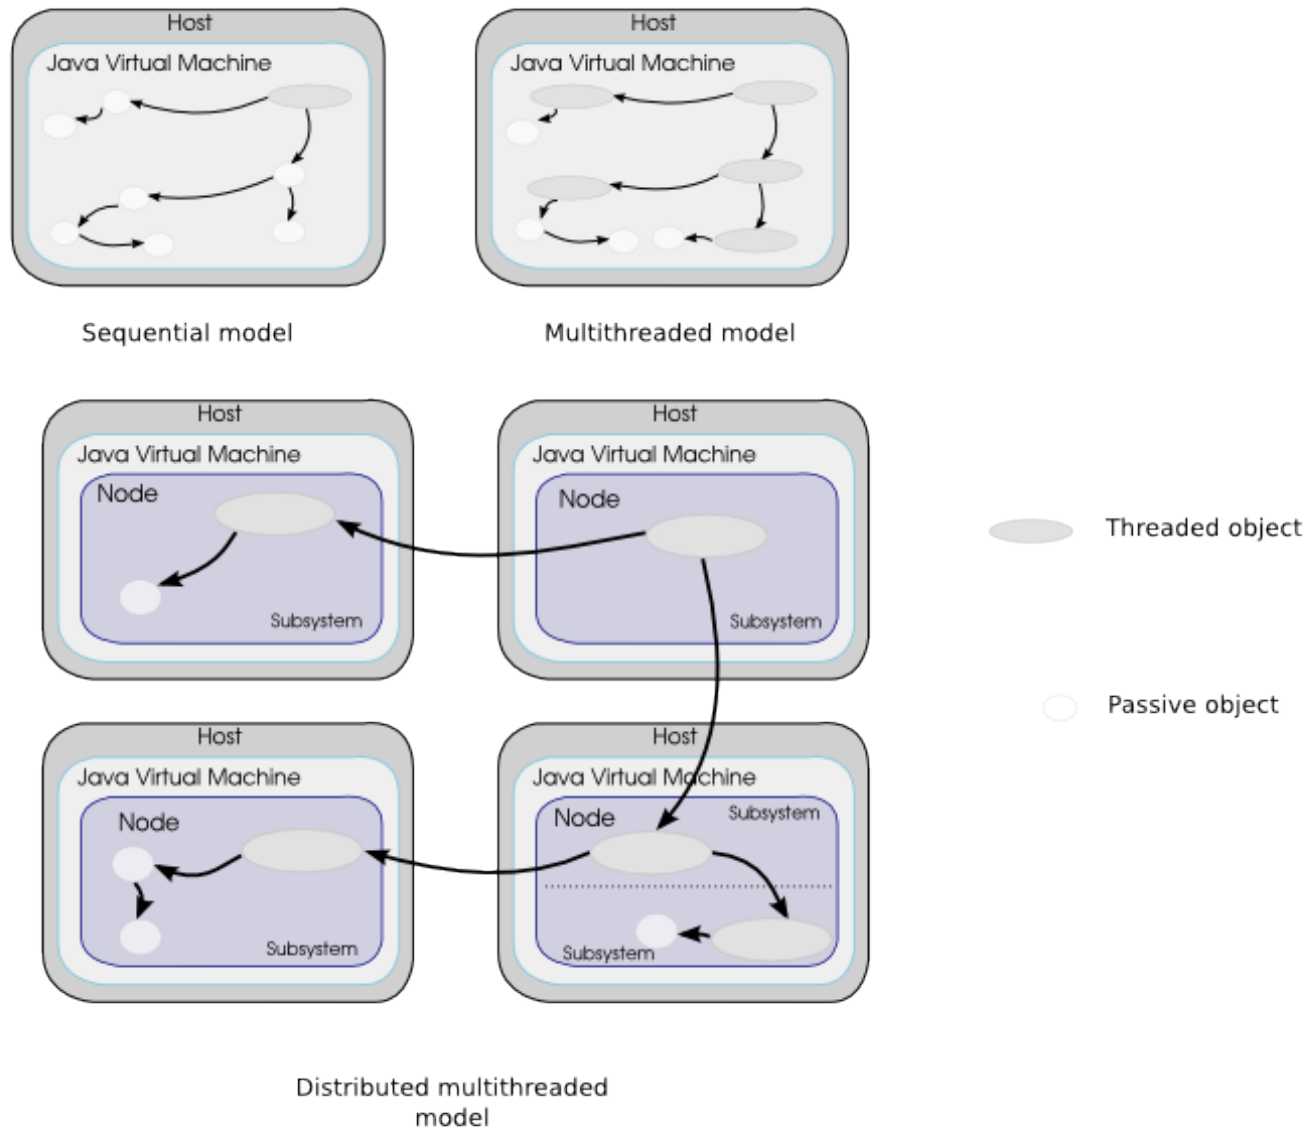 Host
Java Virtual Machine
Host
Java Virtual Machine
Sequential model
Multithreaded model
Host
Java Virtual Machine
Node
Subsystem
Host
Java Virtual Machine
Node
Subsystem
Threaded object
Passive object
Host
Java Virtual Machine
Node
Subsystem
Host
Java Virtual Machine
Node
Subsystem
Subsystem
Distributed multithreaded
model